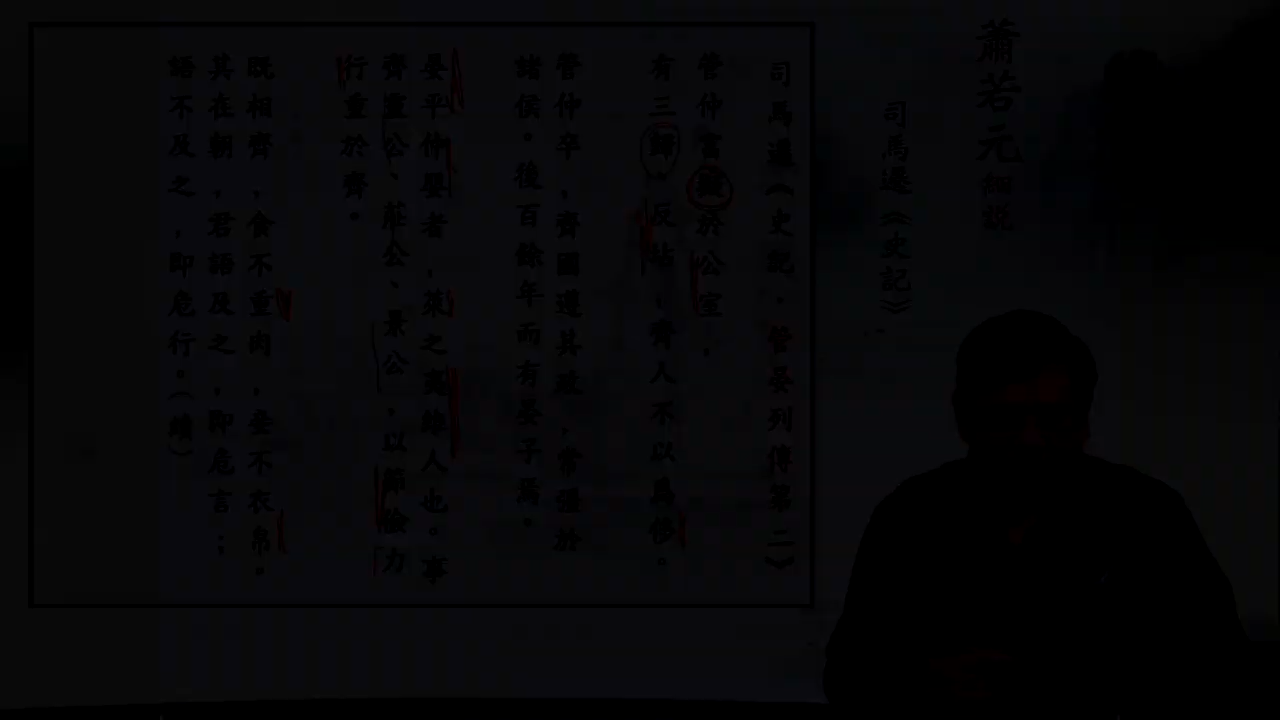 蕭若元細說
司馬遷《史記》
司馬遷《史記．管晏列傳第二》
管仲富擬於公室，
有三歸、反坫，齊人不以為侈。
管仲卒，齊國遵其政，常彊於
諸侯。後百餘年而有晏子焉。
晏平仲嬰者，萊之夷維人也。事
齊靈公、莊公、景公，以節儉力
行重於齊。
既相齊，食不重肉，妾不衣帛。
其在朝，君語及之，即危言；
語不及之，即危行。（續）